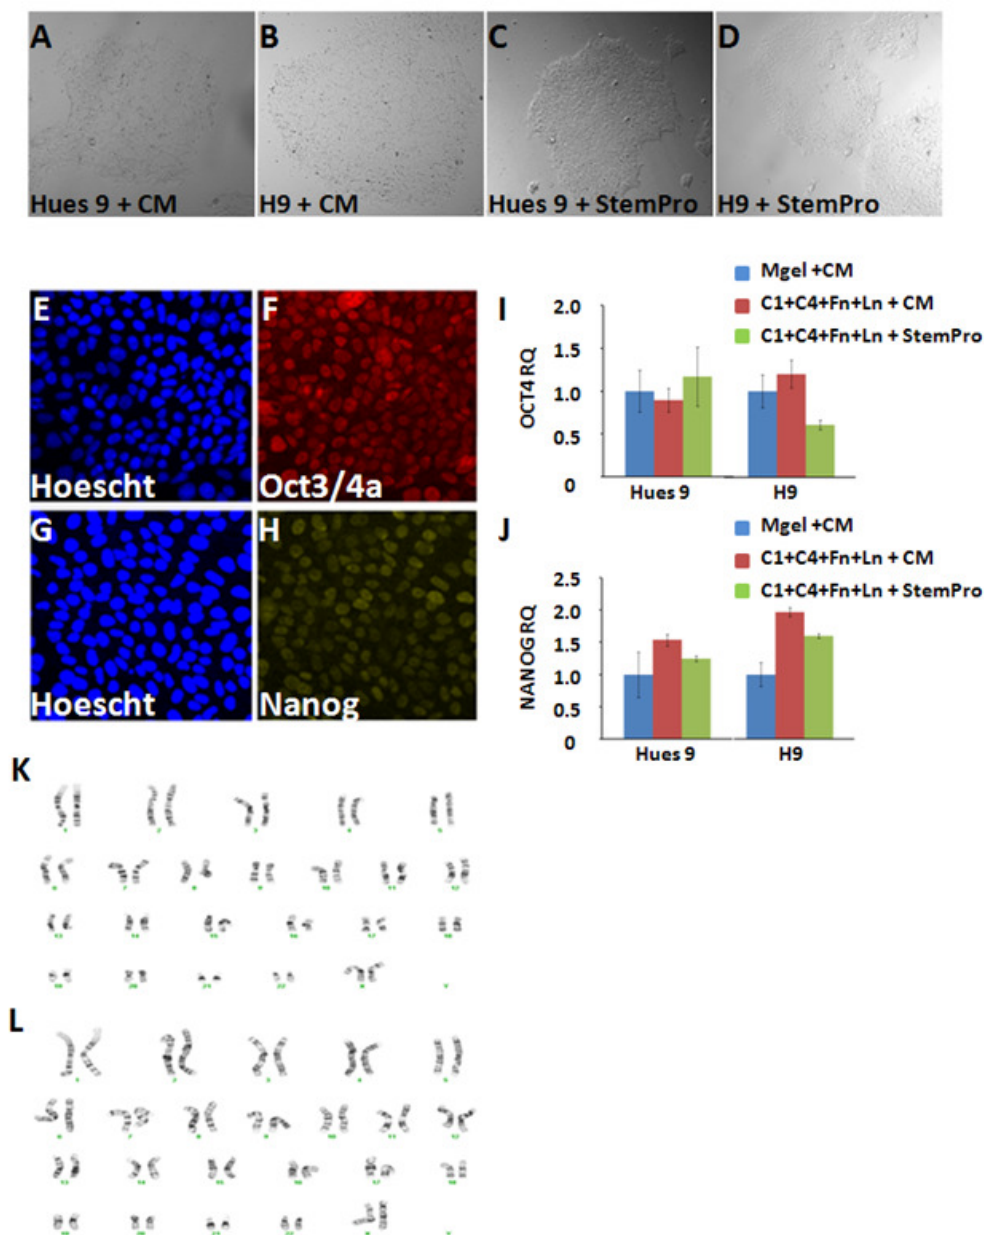 A
B
C
D
Hues 9 + CM
H9 + CM
Hues 9 + StemPro
H9 + StemPro
E
F
Hoescht
Oct3/4a
G
H
Hoescht
Nanog
I
Mgel +CM
C1+C4+Fn+Ln + CM
C1+C4+Fn+Ln + StemPro
OCT4 RQ
2.0
1.5
1.0
0.5
0
Hues 9
H9
J
Mgel +CM
C1+C4+Fn+Ln + CM
C1+C4+Fn+Ln + StemPro
NANOG RQ
2.5
2.0
1.5
1.0
0.5
0
Hues 9
H9
K
L